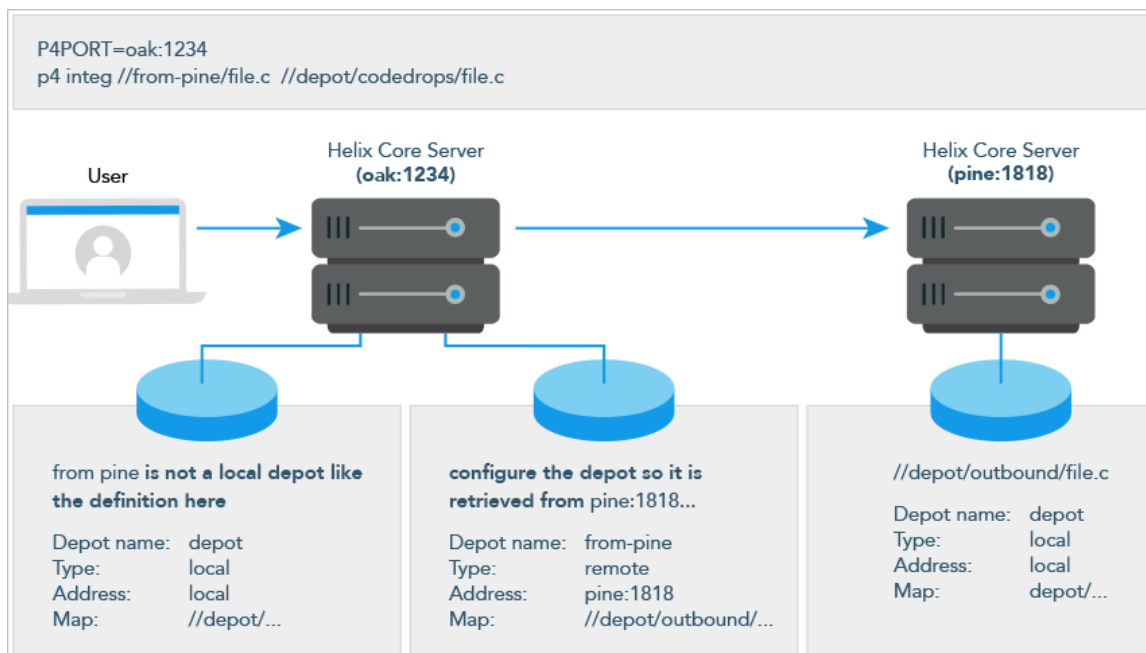 P4PORT=oak:1234
p4 integ //from-pine/file.c //depot/codedrops/file.c
User
Helix Core Server
(oak:1234)
Helix Core Server
(pine:1818)
from pine is not a local depot like
the definition here
Depot name: depot
Type: local
Address: local
Map: //depot/...
configure the depot so it is
retrieved from pine:1818...
Depot name: from-pine
Type: remote
Address: pine:1818
Map: //depot/outbound/...
//depot/outbound/file.c
Depot name: depot
Type: local
Address: local
Map: depot/...